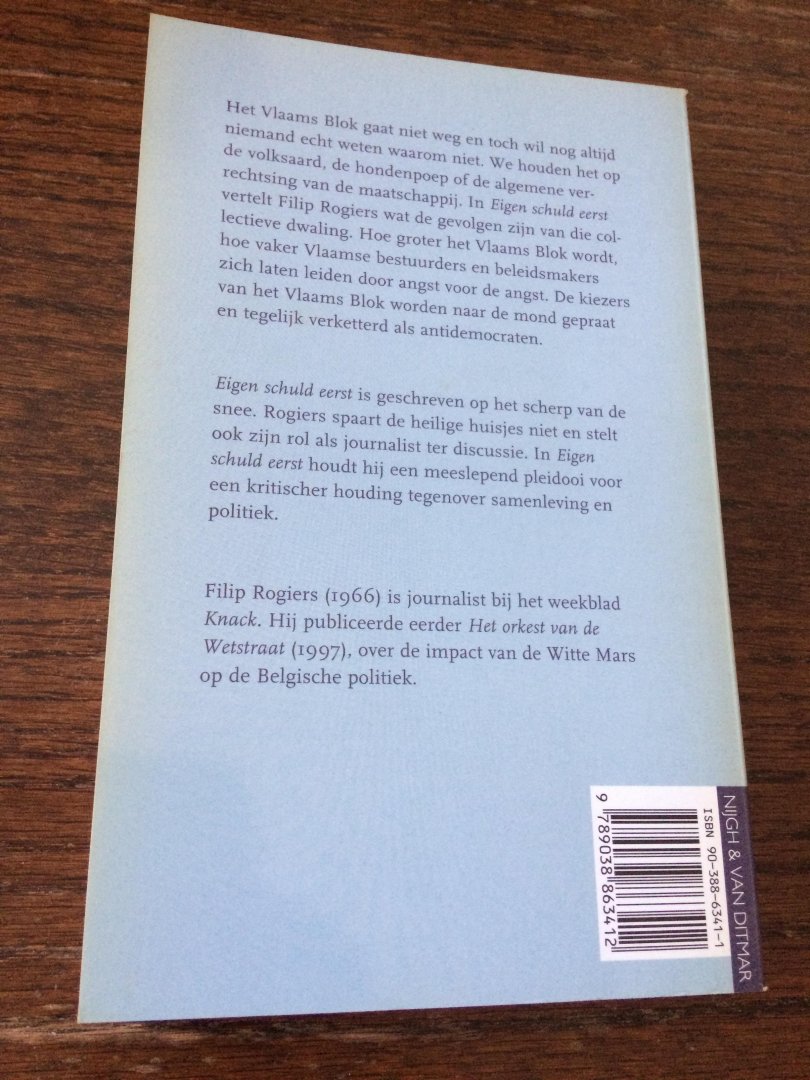 Het Vlaams Blok gaat niet weg en toch wil nog altijd
niemand echt weten waarom niet. We houden het op
de volksaard, de hondenpoep of de algemene ver-
rechtsing van de maatschappij. In Eigen schuld eerst
vertelt Filip Rogiers wat de gevolgen zijn van die col-
lectieve dwaling. Hoe groter het Vlaams Blok wordt,
hoe vaker Vlaamse bestuurders en beleidsmakers
zich laten leiden door angst voor de angst. De kiezers
van het Vlaams Blok worden naar de mond gepraat
en tegelijk verketterd als antidemocraten.
Eigen schuld eerst is geschreven op het scherp van de
snee. Rogiers spaart de heilige huisjes niet en stelt
ook zijn rol als journalist ter discussie. In Eigen
schuld eerst houdt hij een meeslepend pleidooi voor
een kritischer houding tegenover samenleving en
politiek.
Filip Rogiers (1966) is journalist bij het weekblad
Knack. Hij publiceerde eerder Het orkest van de
Wetstraat (1997), over de impact van de Witte Mars
op de Belgische politiek.
NIJGH & VAN DITMAR
ISBN 90-388-6341-1
9 789038 863412